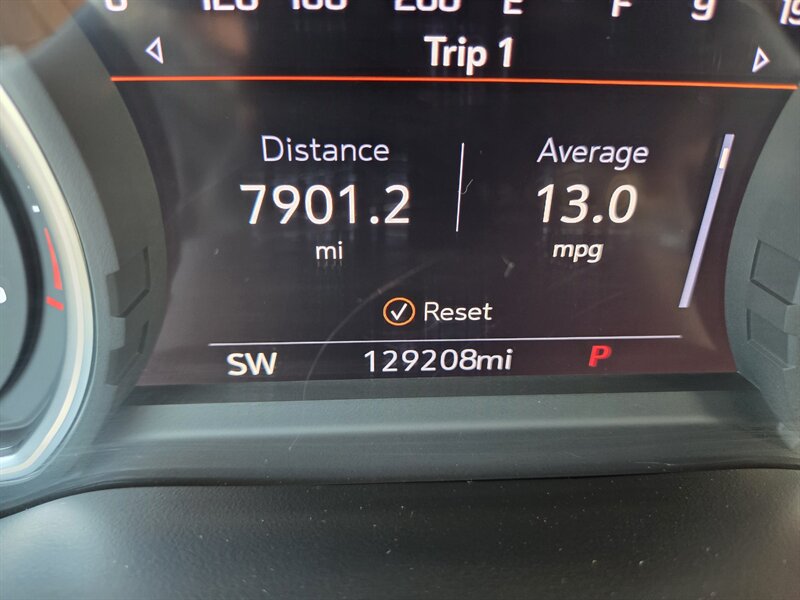 E F
Trip 1
Distance Average
7901.2 13.0
mi mpg
Reset
SW 129208mi P